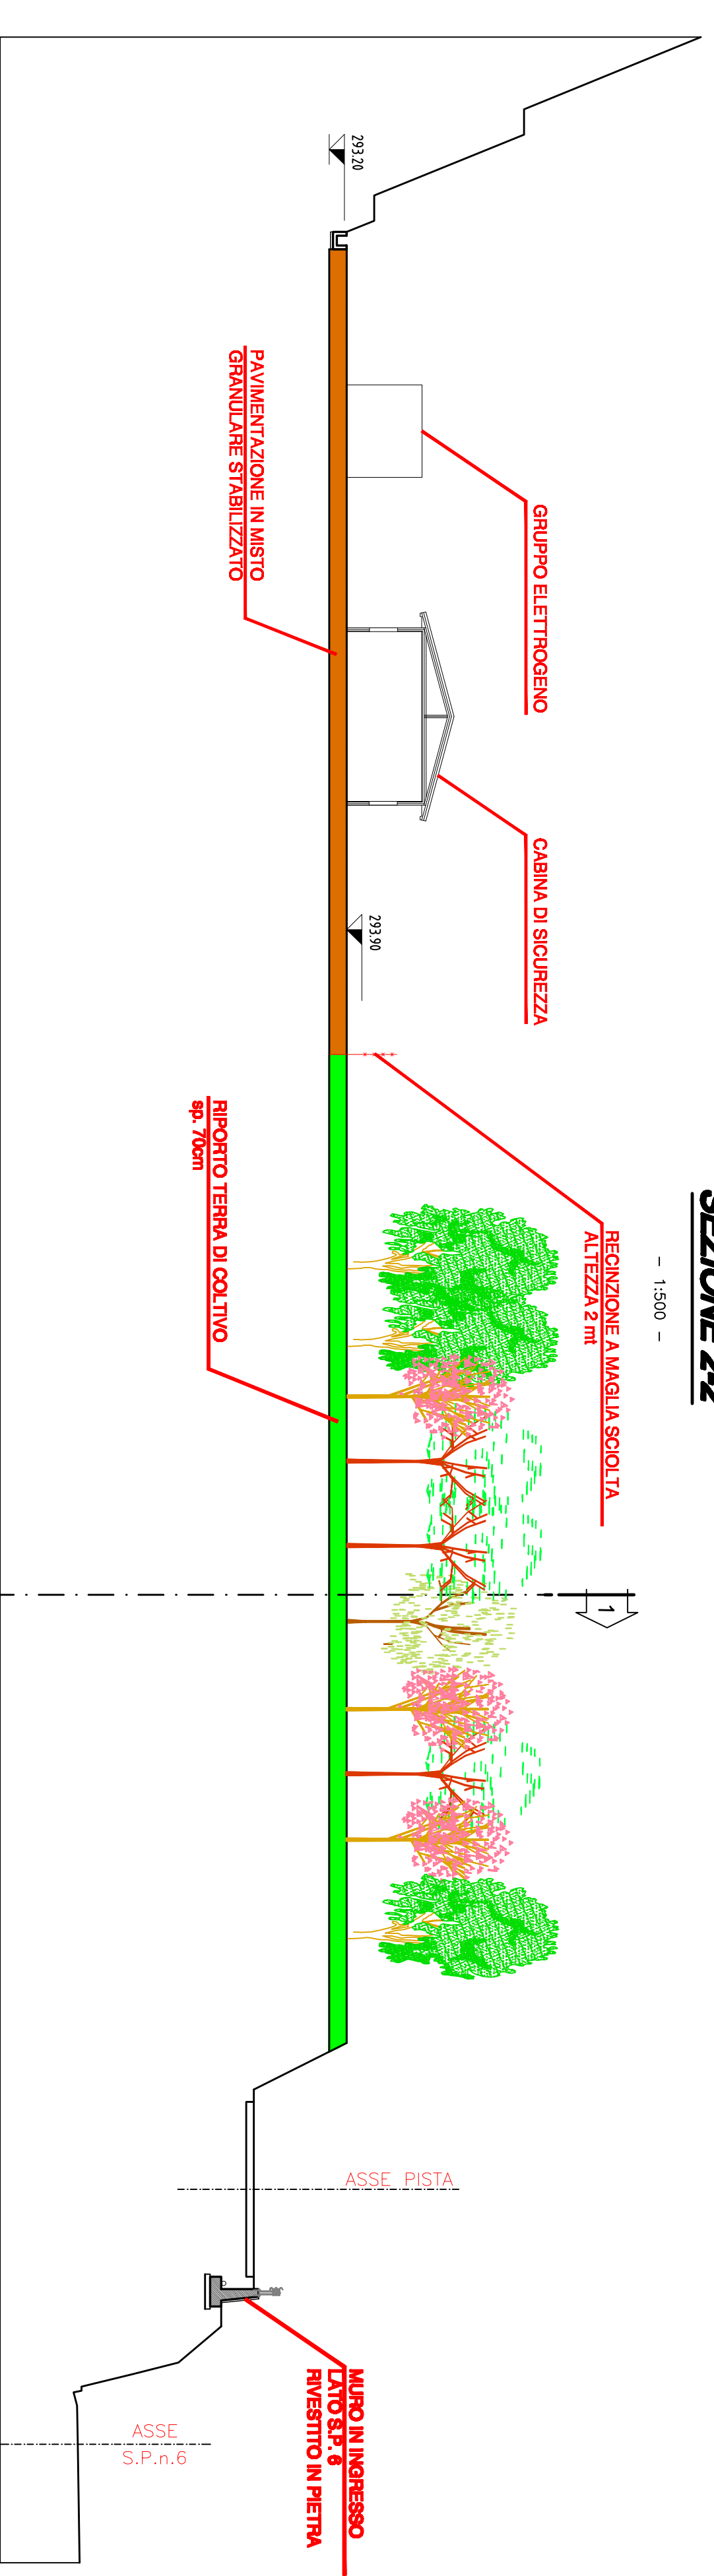 SEZIONE 2-2
- 1:500 -
293.20
GRUPPO ELETTROGENO
PAVIMENTAZIONE IN MISTO
GRANULARE STABILIZZATO
CABINA DI SICUREZZA
293.90
RECINZIONE A MAGLIA SCIOLTA
ALTEZZA 2 mt
RIPORTO TERRA DI COLTIVO
sp. 70cm
1
ASSE PISTA
MURO IN INGRESSO
LATO S.P. 6
RIVESTITO IN PIETRA
ASSE
S.P.n.6